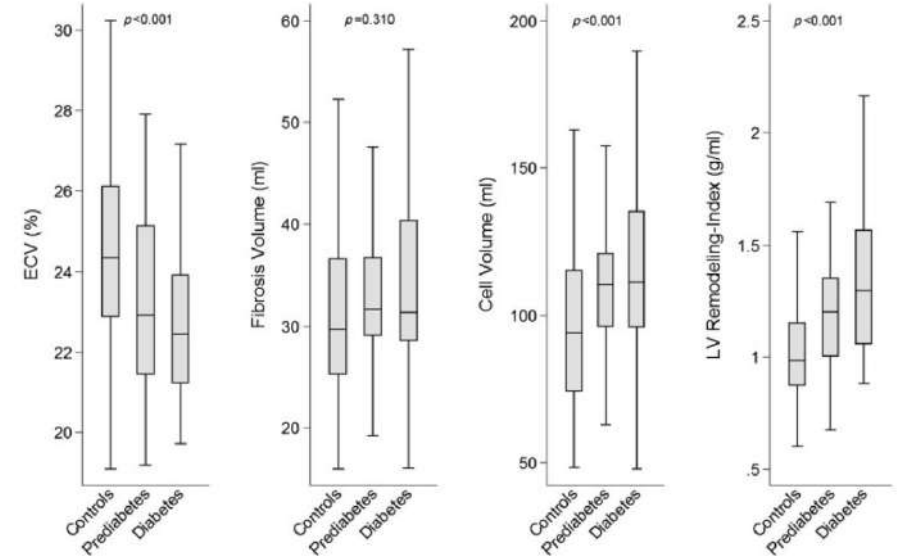 p<0.001
30
28
26
24
22
20
ECV (%)
Controls
Prediabetes
Diabetes
p=0.310
60
50
40
30
20
Fibrosis Volume (ml)
Controls
Prediabetes
Diabetes
p<0.001
200
150
100
50
Cell Volume (ml)
Controls
Prediabetes
Diabetes
p<0.001
2.5
2
1.5
1
.5
LV Remodeling-Index (g/ml)
Controls
Prediabetes
Diabetes